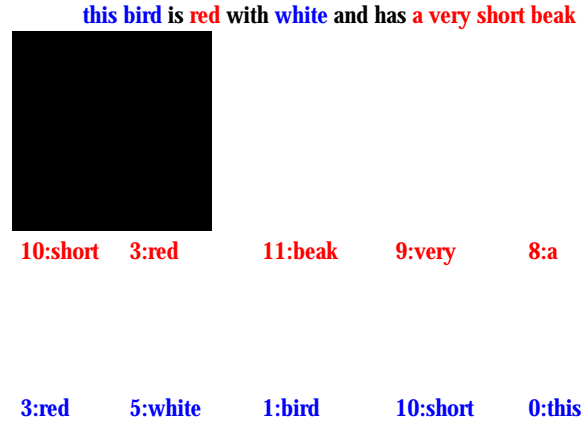 this bird is red with white and has a very short beak
10:short 3:red 11:beak 9:very 8:a
3:red 5:white 1:bird 10:short 0:this